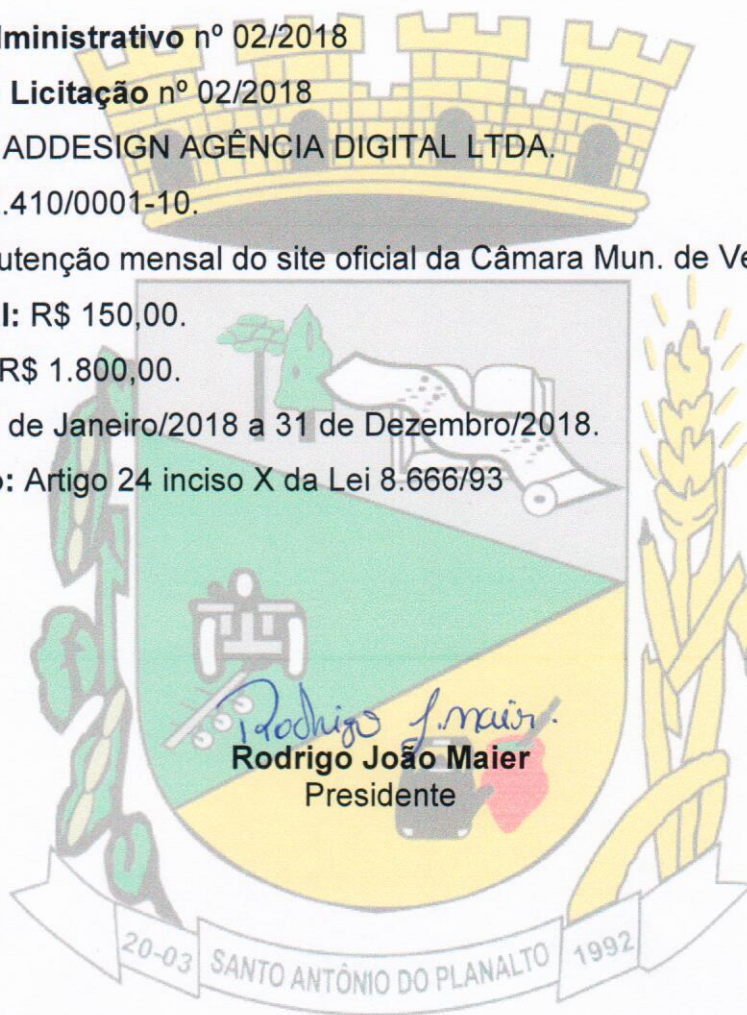 dministrativo nº 02/2018
Licitação nº 02/2018
ADDESIGN AGÊNCIA DIGITAL LTDA.
.410/0001-10.
utenção mensal do site oficial da Câmara Mun. de Ve
l: R$ 150,00.
R$ 1.800,00.
de Janeiro/2018 a 31 de Dezembro/2018.
o: Artigo 24 inciso X da Lei 8.666/93
Rodrigo J. Maier.
Rodrigo João Maier
Presidente
20-03 SANTO ANTÔNIO DO PLANALTO 1992